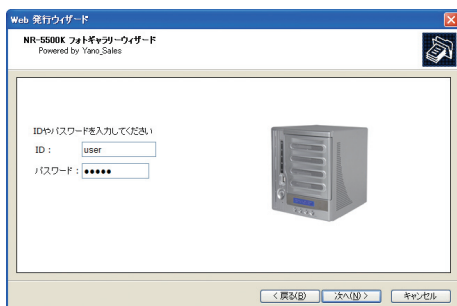 Web 発行ウィザード
NR-5500K フォトギャラリーウィザード
Powered by Yano_Sales
IDやパスワードを入力してください
ID： user
パスワード： •••••
< 戻る(B) 次へ(N) > キャンセル